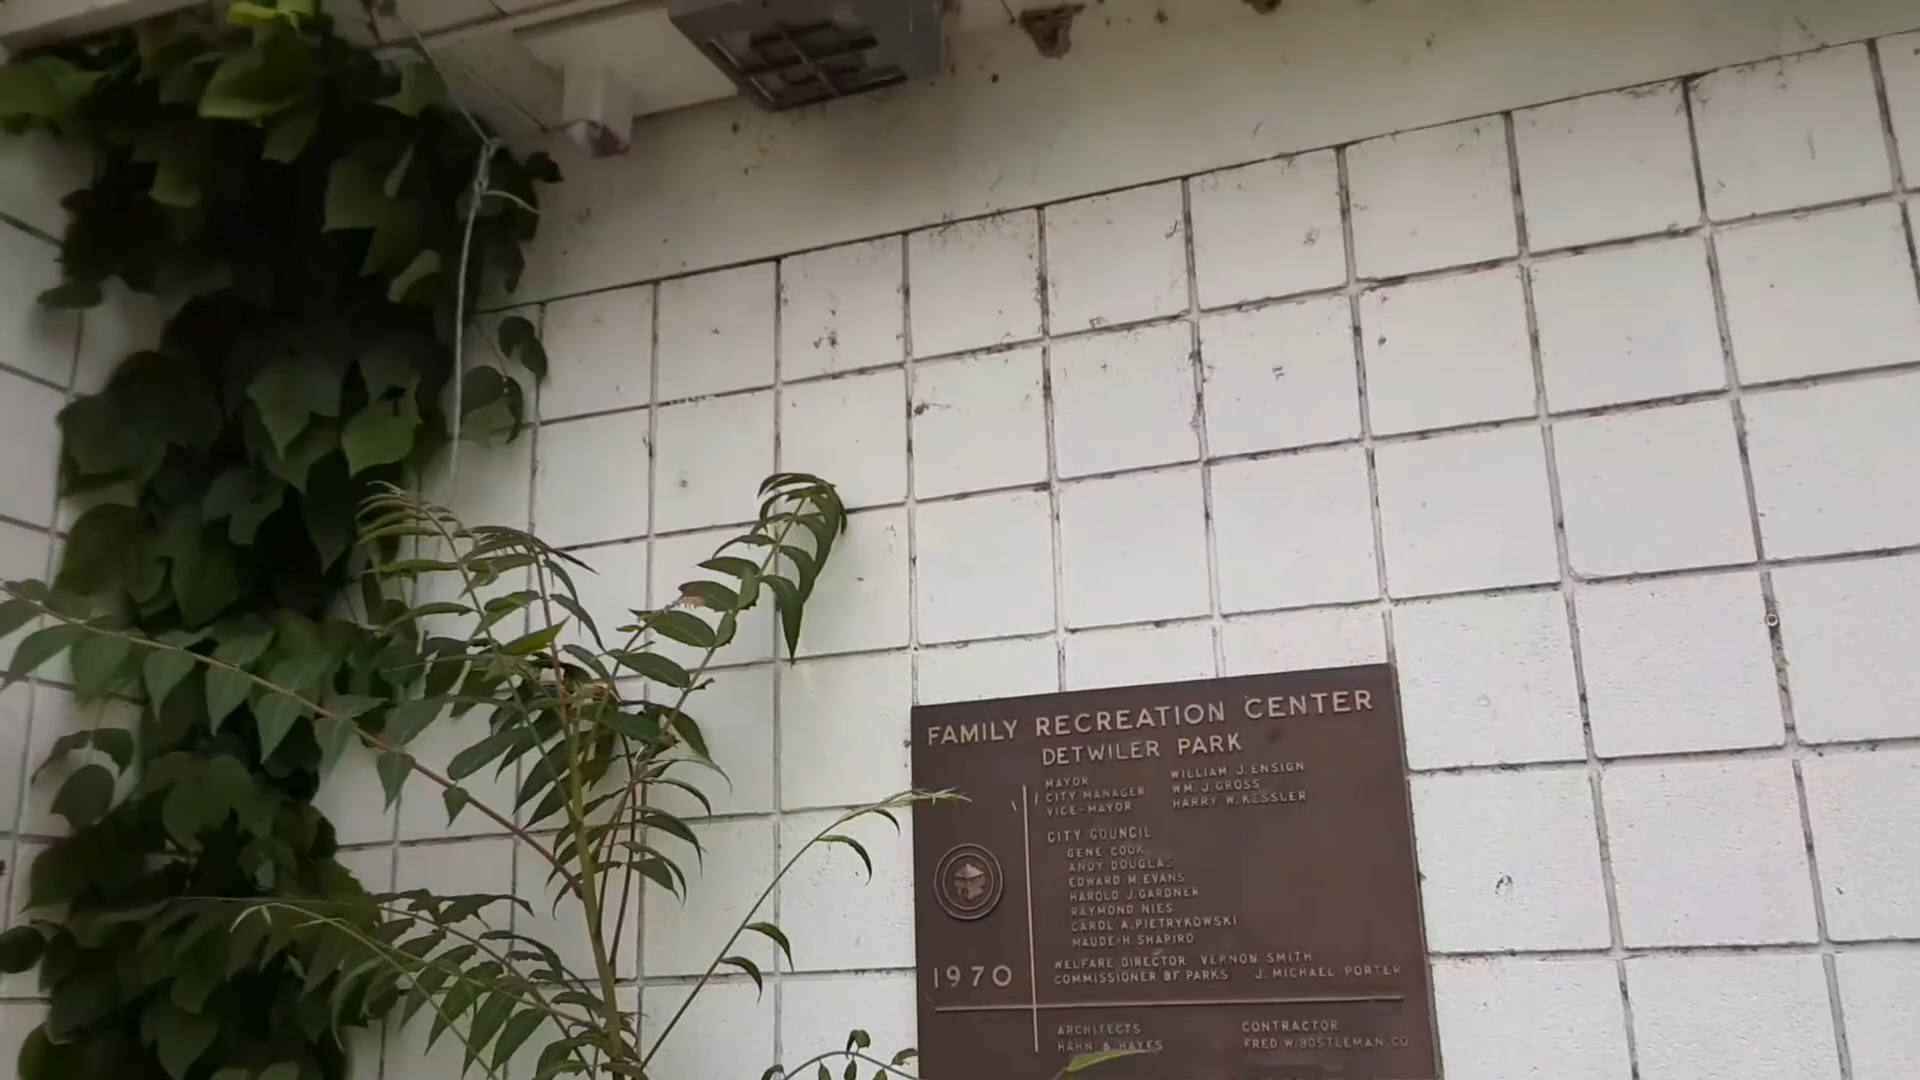 FAMILY RECREATION CENTER
DETWILER PARK
MAYOR WILLIAM J. ENSIGN
CITY MANAGER WM. J. GROSS
VICE-MAYOR HARRY W. KESSLER
CITY COUNCIL
GENE COOK
ANDY DOUGLAS
EDWARD M. EVANS
HAROLD J. GARDNER
RAYMOND NIES
CAROL A. PIETRYKOWSKI
MAUDE H. SHAPIRO
WELFARE DIRECTOR VERNON SMITH
COMMISSIONER OF PARKS J. MICHAEL PORTER
1970
ARCHITECTS CONTRACTOR
HAHN & HAYES FRED W. BOSTLEMAN CO